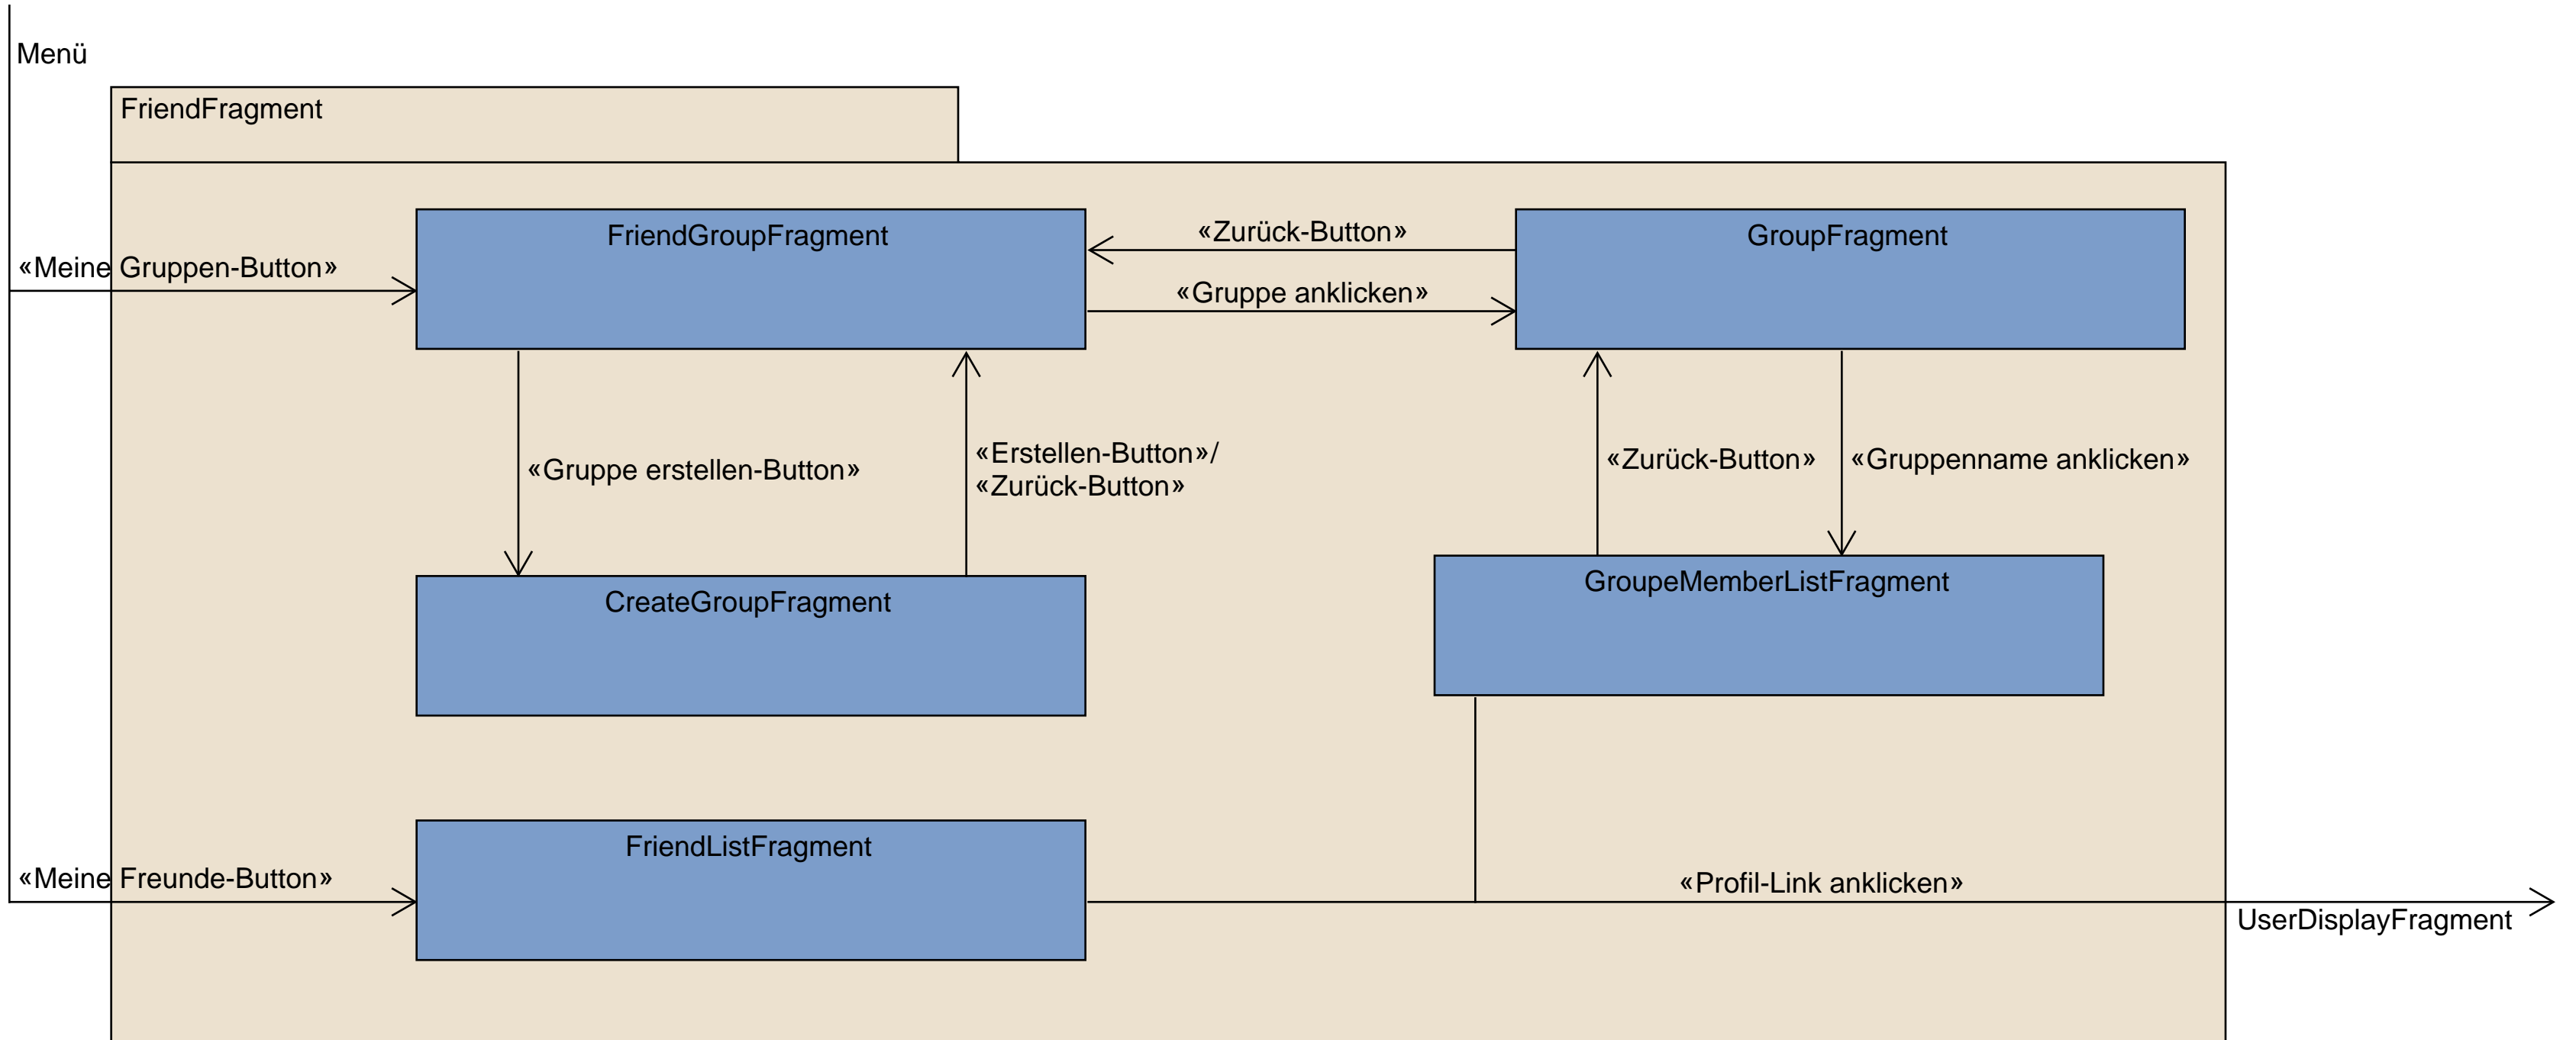 Menü
FriendFragment
FriendGroupFragment
«Zurück-Button»
GroupFragment
«Meine Gruppen-Button»
«Gruppe anklicken»
«Gruppe erstellen-Button»
«Erstellen-Button»/
«Zurück-Button»
«Zurück-Button»
«Gruppenname anklicken»
CreateGroupFragment
GroupeMemberListFragment
FriendListFragment
«Meine Freunde-Button»
«Profil-Link anklicken»
UserDisplayFragment